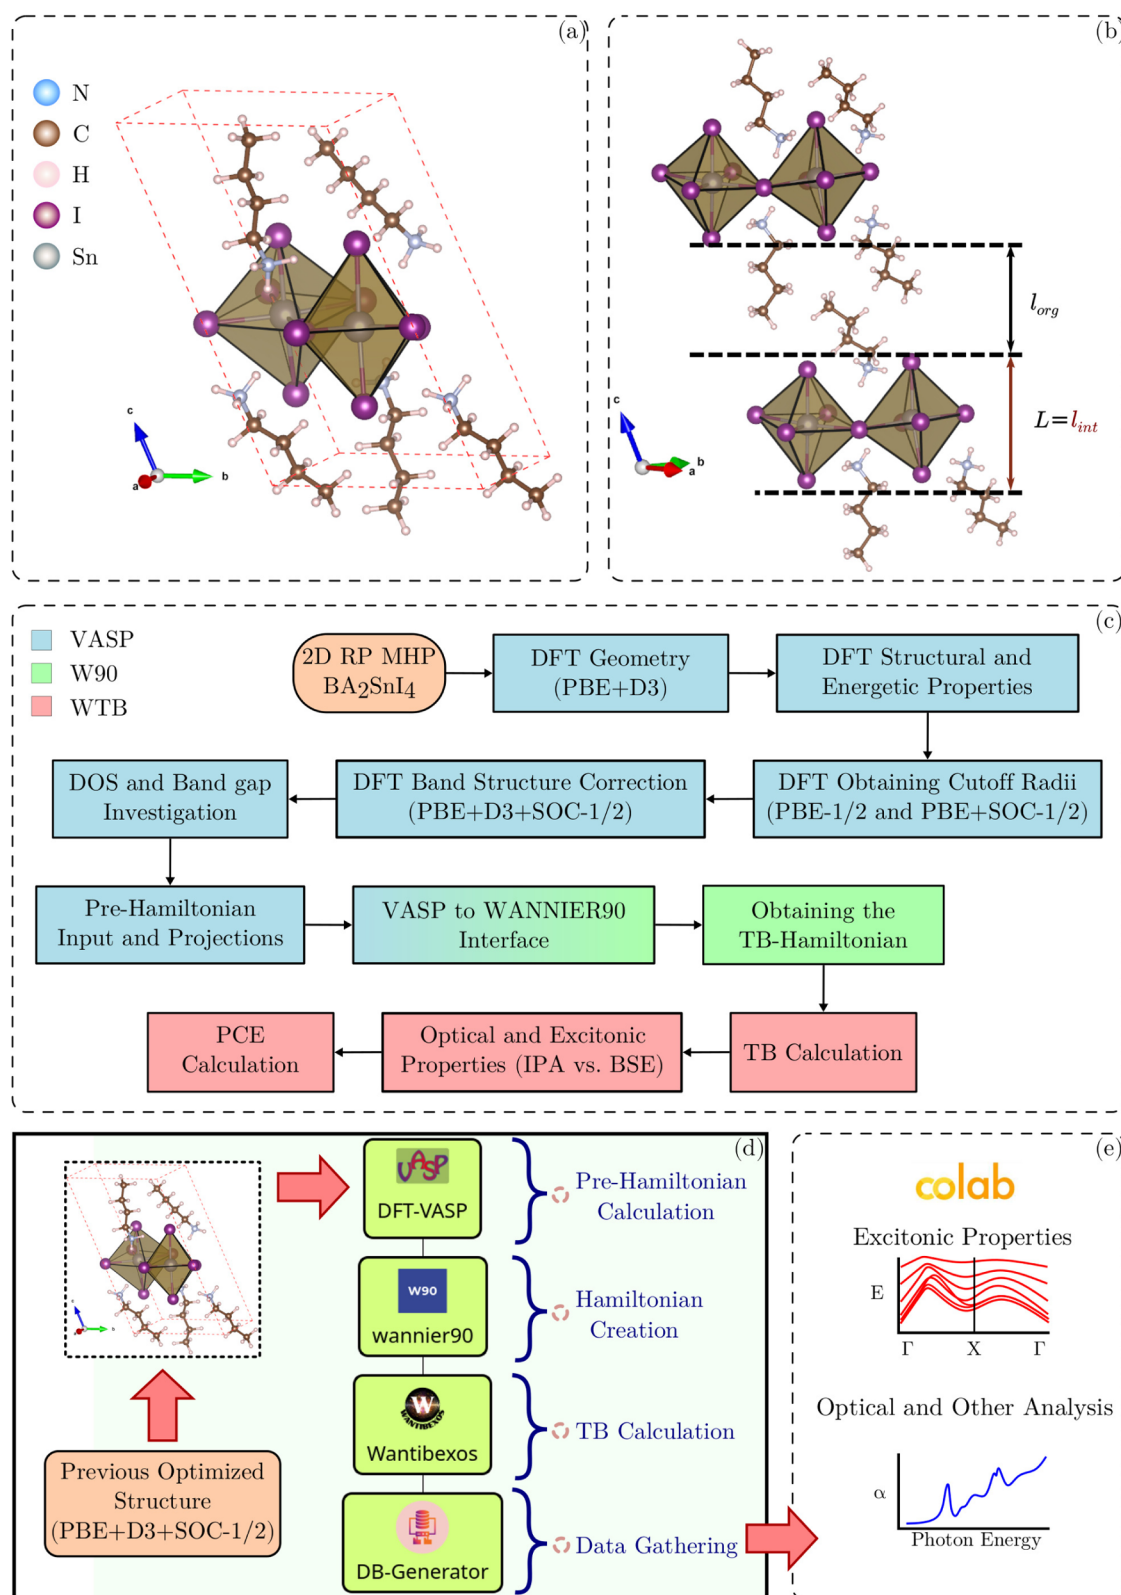 (a)
N
C
H
I
Sn
c
b
a
(b)
l_org
L=l_int
c
b
a
(c)
VASP
W90
WTB
2D RP MHP
BA₂SnI₄
DFT Geometry
(PBE+D3)
DFT Structural and
Energetic Properties
DOS and Band gap
Investigation
DFT Band Structure Correction
(PBE+D3+SOC-1/2)
DFT Obtaining Cutoff Radii
(PBE-1/2 and PBE+SOC-1/2)
Pre-Hamiltonian
Input and Projections
VASP to WANNIER90
Interface
Obtaining the
TB-Hamiltonian
PCE
Calculation
Optical and Excitonic
Properties (IPA vs. BSE)
TB Calculation
(d)
c
b
a
Previous Optimized
Structure
(PBE+D3+SOC-1/2)
VASP
DFT-VASP
Pre-Hamiltonian
Calculation
W90
wannier90
Hamiltonian
Creation
W
WANTIBEXOS
Wantibexos
TB Calculation
DB-Generator
Data Gathering
(e)
colab
Excitonic Properties
E
Γ X Γ
Optical and Other Analysis
α
Photon Energy